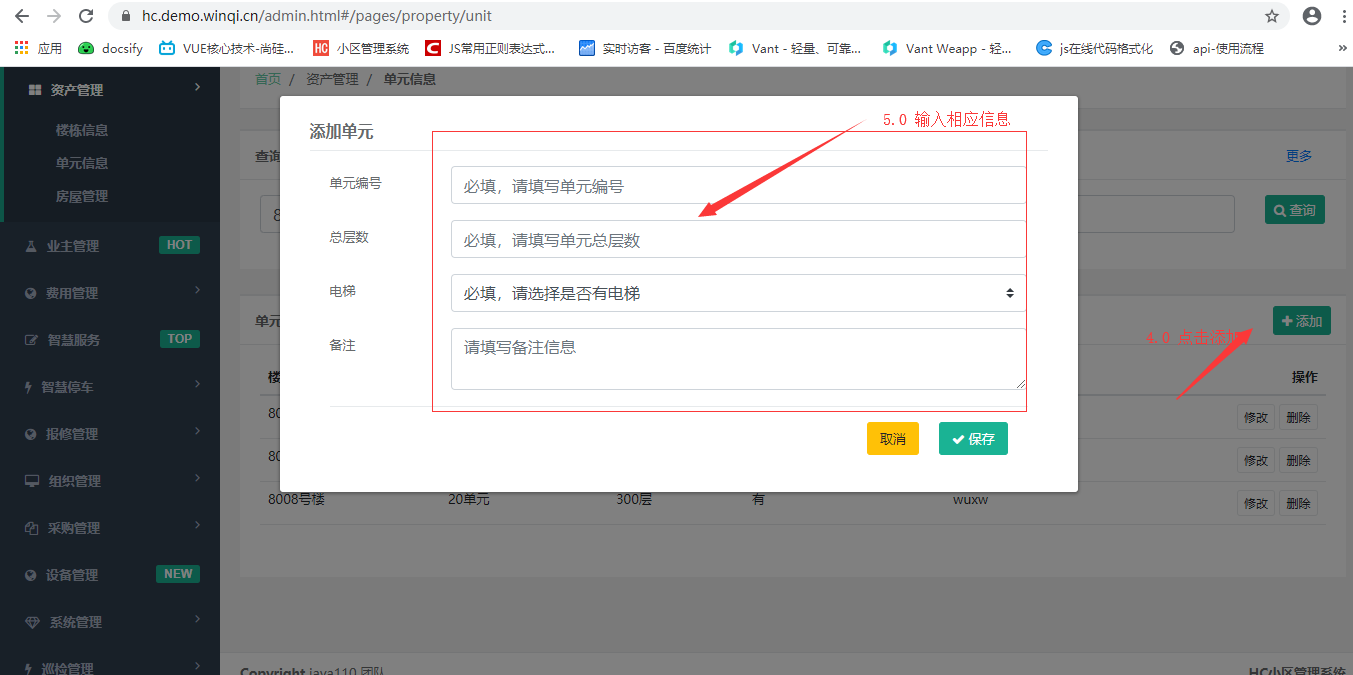 hc.demo.winqi.cn/admin.html#/pages/property/unit
应用 docsify VUE核心技术-尚硅... HC 小区管理系统 JS常用正则表达式... 实时访客 - 百度统计 Vant - 轻量、可靠... Vant Weapp - 轻... js在线代码格式化 api-使用流程 »
首页 / 资产管理 / 单元信息
资产管理
楼栋信息
单元信息
房屋管理
业主管理 HOT
费用管理
智慧服务 TOP
智慧停车
报修管理
组织管理
采购管理
设备管理 NEW
系统管理
巡检管理
查询
更多
查询
单元
添加
4.0 点击添加
添加单元
5.0 输入相应信息
单元编号 必填，请填写单元编号
总层数 必填，请填写单元总层数
电梯 必填，请选择是否有电梯
备注 请填写备注信息
取消 保存
楼 操作
80 修改 删除
80 修改 删除
8008号楼 20单元 300层 有 wuxw 修改 删除
Copyright java110 团队 HC小区管理系统